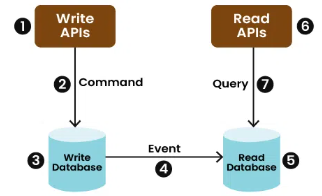 1 Write APIs
Read APIs 6
2 Command
Query 7
3 Write Database
Event
4
Read Database 5